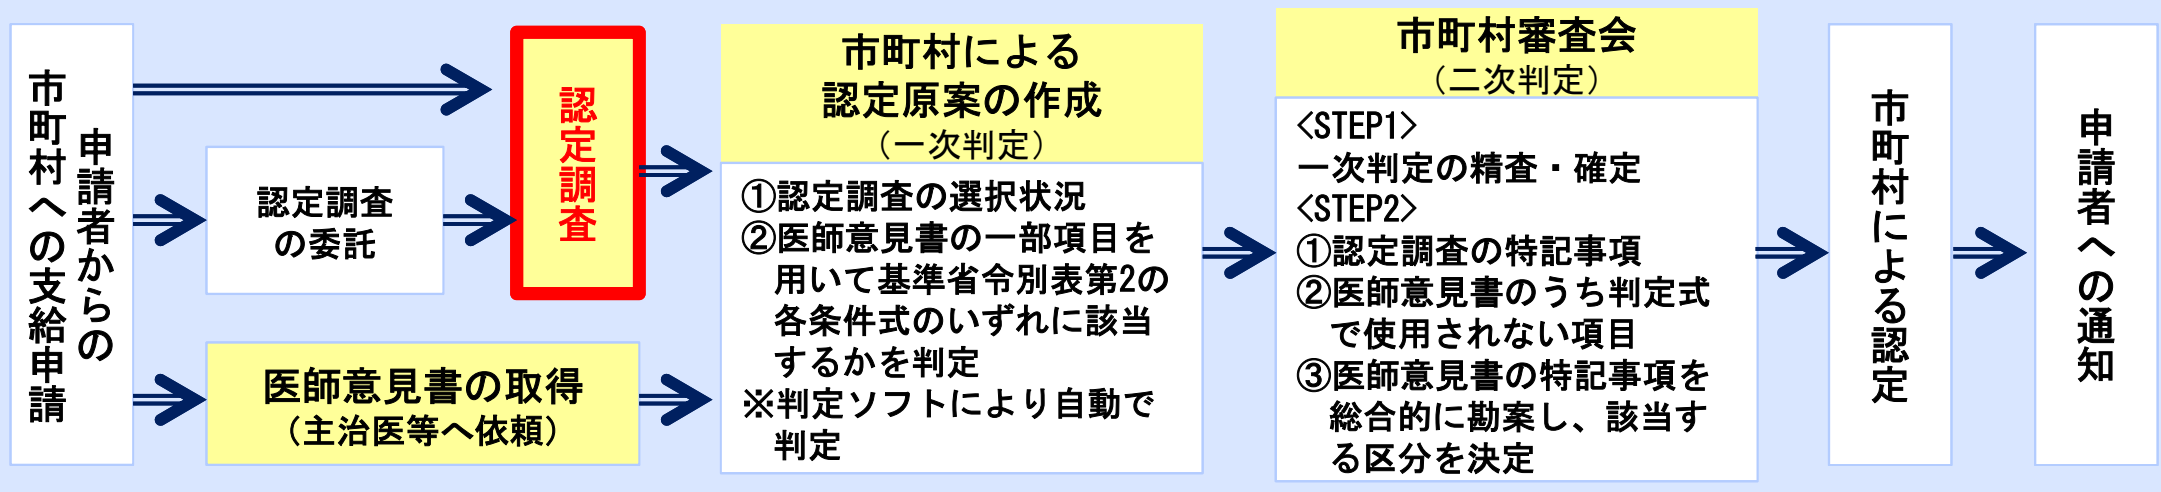 申請者からの
市町村への支給申請
認定調査
の委託
認定調査
医師意見書の取得
（主治医等へ依頼）
市町村による
認定原案の作成
（一次判定）
①認定調査の選択状況
②医師意見書の一部項目を
用いて基準省令別表第2の
各条件式のいずれに該当
するかを判定
※判定ソフトにより自動で
判定
市町村審査会
（二次判定）
<STEP1>
一次判定の精査・確定
<STEP2>
①認定調査の特記事項
②医師意見書のうち判定式
で使用されない項目
③医師意見書の特記事項を
総合的に勘案し、該当す
る区分を決定
市町村による認定
申請者への通知